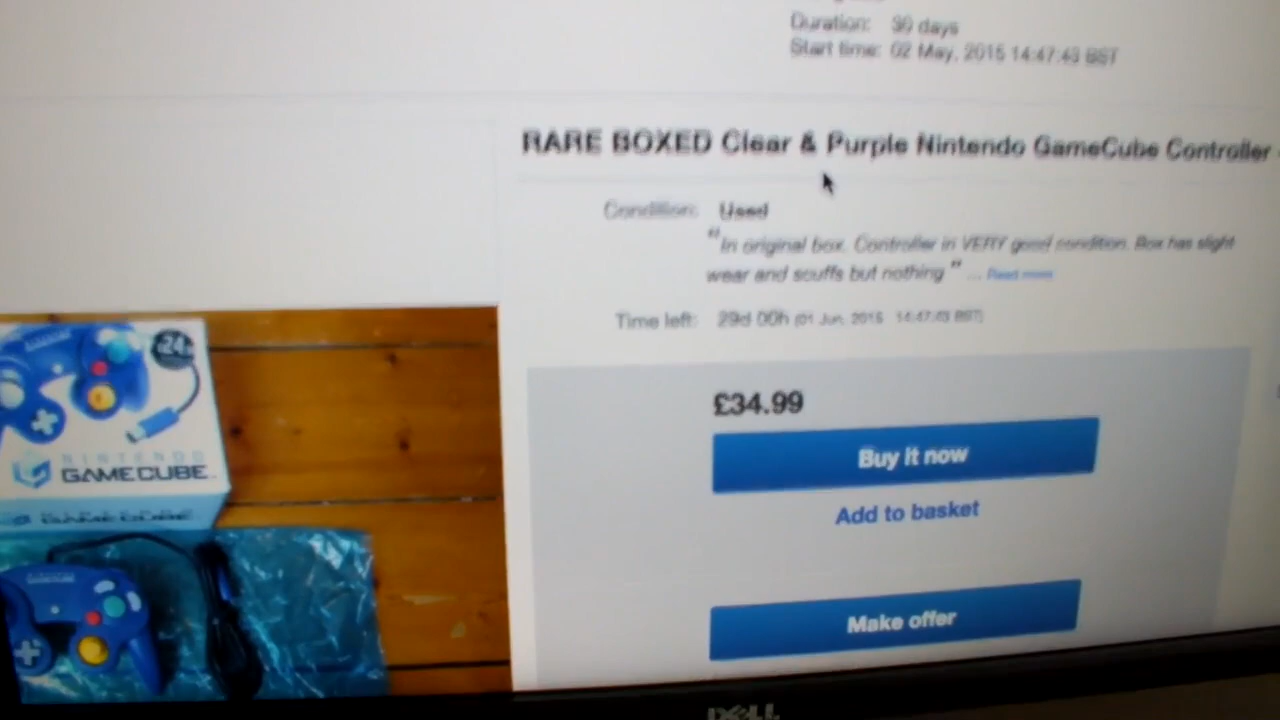 Duration: 30 days
Start time: 02 May, 2015 14:47:43 BST
RARE BOXED Clear & Purple Nintendo GameCube Controller
Condition: Used
"In original box. Controller in VERY good condition. Box has slight
wear and scuffs but nothing " ... Read more
Time left: 29d 00h (01 Jun, 2015 14:47:43 BST)
£34.99
Buy it now
Add to basket
Make offer
NINTENDO
GAMECUBE
GAMECUBE
DELL